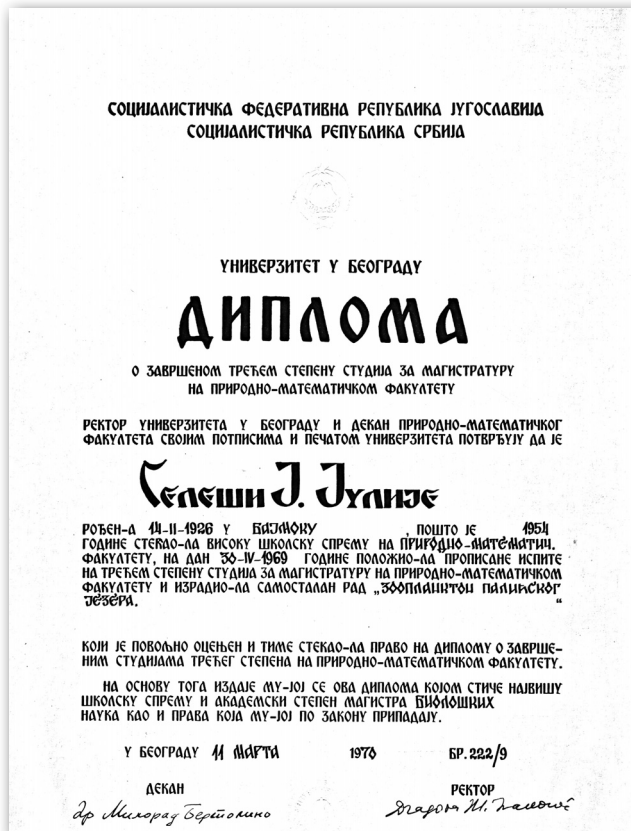 СОЦИЈАЛИСТИЧКА ФЕДЕРАТИВНА РЕПУБЛИКА ЈУГОСЛАВИЈА
СОЦИЈАЛИСТИЧКА РЕПУБЛИКА СРБИЈА
УНИВЕРЗИТЕТ У БЕОГРАДУ
ДИПЛОМА
О ЗАВРШЕНОМ ТРЕЋЕМ СТЕПЕНУ СТУДИЈА ЗА МАГИСТРАТУРУ
НА ПРИРОДНО-МАТЕМАТИЧКОМ ФАКУЛТЕТУ
РЕКТОР УНИВЕРЗИТЕТА У БЕОГРАДУ И ДЕКАН ПРИРОДНО-МАТЕМАТИЧКОГ
ФАКУЛТЕТА СВОЈИМ ПОТПИСИМА И ПЕЧАТОМ УНИВЕРЗИТЕТА ПОТВРЂУЈУ ДА ЈЕ
Селеши Ј. Јулије
РОЂЕН-А 14-II-1926 У БАЈМОКУ , ПОШТО ЈЕ 1954
ГОДИНЕ СТЕКАО-ЛА ВИСОКУ ШКОЛСКУ СПРЕМУ НА ПРИРОДНО-МАТЕМАТИЧ.
ФАКУЛТЕТУ, НА ДАН 30-IV-1969 ГОДИНЕ ПОЛОЖИО-ЛА ПРОПИСАНЕ ИСПИТЕ
НА ТРЕЋЕМ СТЕПЕНУ СТУДИЈА ЗА МАГИСТРАТУРУ НА ПРИРОДНО-МАТЕМАТИЧКОМ
ФАКУЛТЕТУ И ИЗРАДИО-ЛА САМОСТАЛАН РАД „ЗООПЛАНКТОН ПАЛИЋСКОГ
ЈЕЗЕРА. “
КОЈИ ЈЕ ПОВОЉНО ОЦЕЊЕН И ТИМЕ СТЕКАО-ЛА ПРАВО НА ДИПЛОМУ О ЗАВРШЕ-
НИМ СТУДИЈАМА ТРЕЋЕГ СТЕПЕНА НА ПРИРОДНО-МАТЕМАТИЧКОМ ФАКУЛТЕТУ.
НА ОСНОВУ ТОГА ИЗДАЈЕ МУ-ЈОЈ СЕ ОВА ДИПЛОМА КОЈОМ СТИЧЕ НАЈВИШУ
ШКОЛСКУ СПРЕМУ И АКАДЕМСКИ СТЕПЕН МАГИСТРА БИОЛОШКИХ
НАУКА КАО И ПРАВА КОЈА МУ-ЈОЈ ПО ЗАКОНУ ПРИПАДАЈУ.
У БЕОГРАДУ 11 МАРТА 1970 БР. 222/9
ДЕКАН РЕКТОР
др Милорад Бертолино Драгом М.